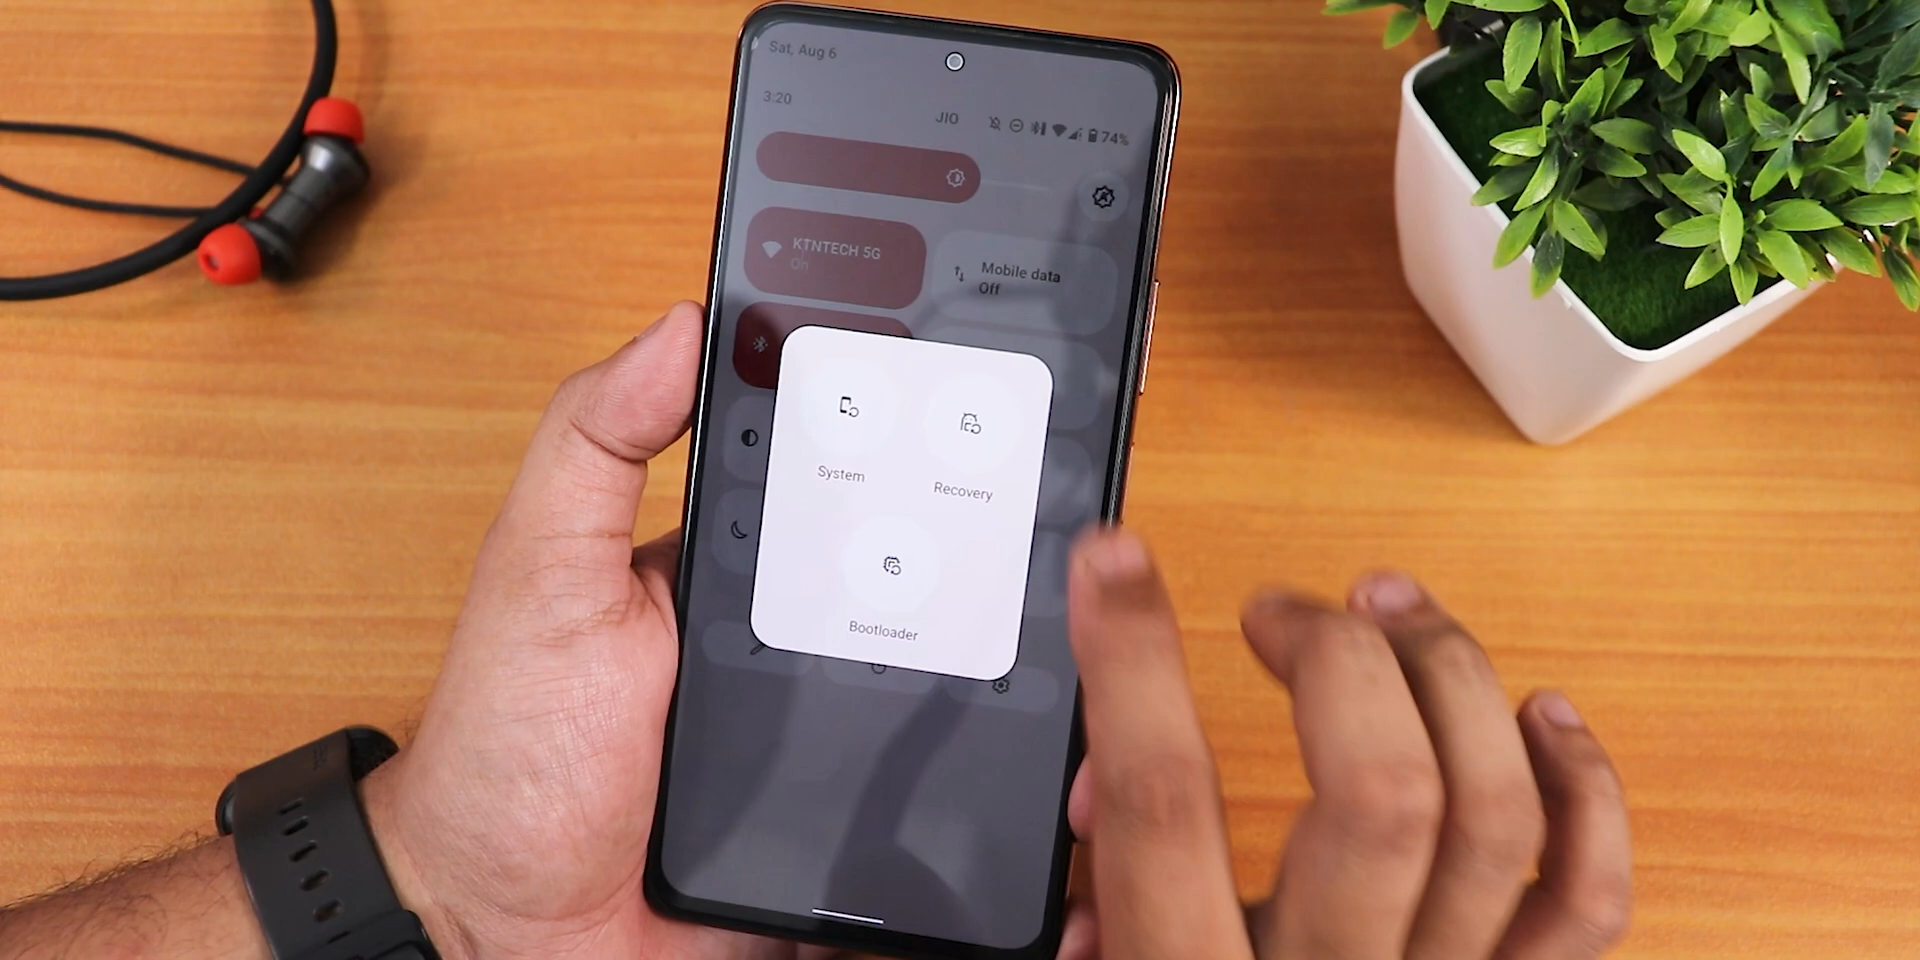 Sat, Aug 6
3:20
JIO 74%
KTNTECH 5G
On
Mobile data
Off
System
Recovery
Bootloader